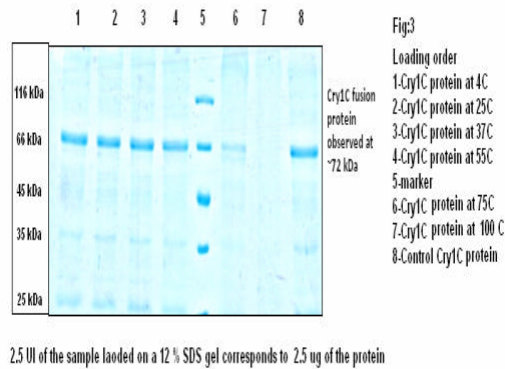 1 2 3 4 5 6 7 8
116 kDa
66 kDa
45 kDa
35 kDa
25 kDa
Cry1C fusion
protein
observed at
~72 kDa
Fig:3
Loading order
1-Cry1C protein at 4C
2-Cry1C protein at 25C
3-Cry1C protein at 37C
4-Cry1C protein at 55C
5-marker
6-Cry1C protein at 75C
7-Cry1C protein at 100 C
8-Control Cry1C protein
2.5 Ul of the sample laoded on a 12 % SDS gel corresponds to 2.5 ug of the protein